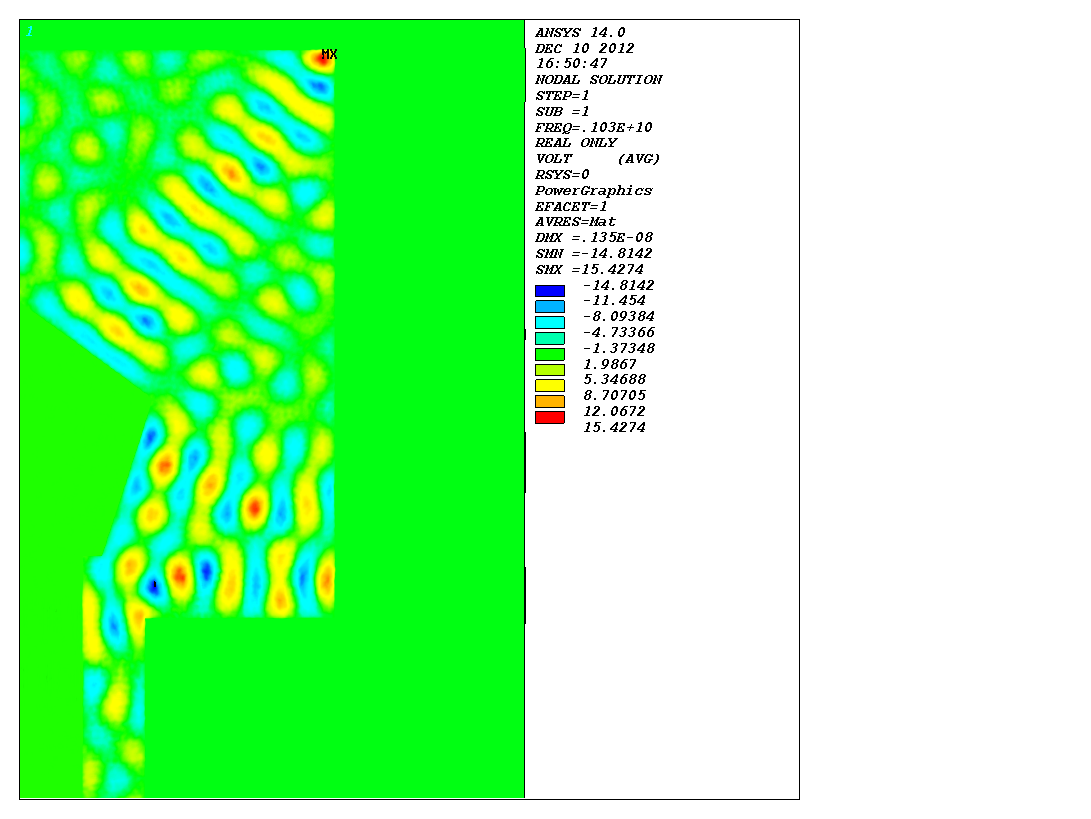 1
MX
ANSYS 14.0
DEC 10 2012
16:50:47
NODAL SOLUTION
STEP=1
SUB =1
FREQ=.103E+10
REAL ONLY
VOLT (AVG)
RSYS=0
PowerGraphics
EFACET=1
AVRES=Mat
DMX =.135E-08
SMN =-14.8142
SMX =15.4274
-14.8142
-11.454
-8.09384
-4.73366
-1.37348
1.9867
5.34688
8.70705
12.0672
15.4274